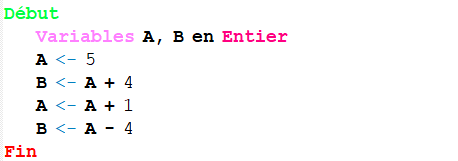 Début
Variables A, B en Entier
A <- 5
B <- A + 4
A <- A + 1
B <- A - 4
Fin